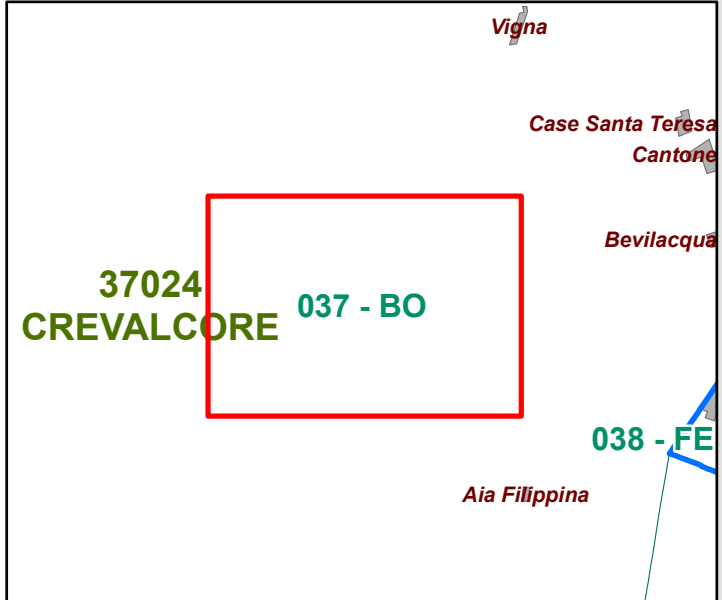 Vigna
Case Santa Teresa
Cantone
Bevilacqua
37024
CREVALCORE
037 - BO
038 - FE
Aia Filippina